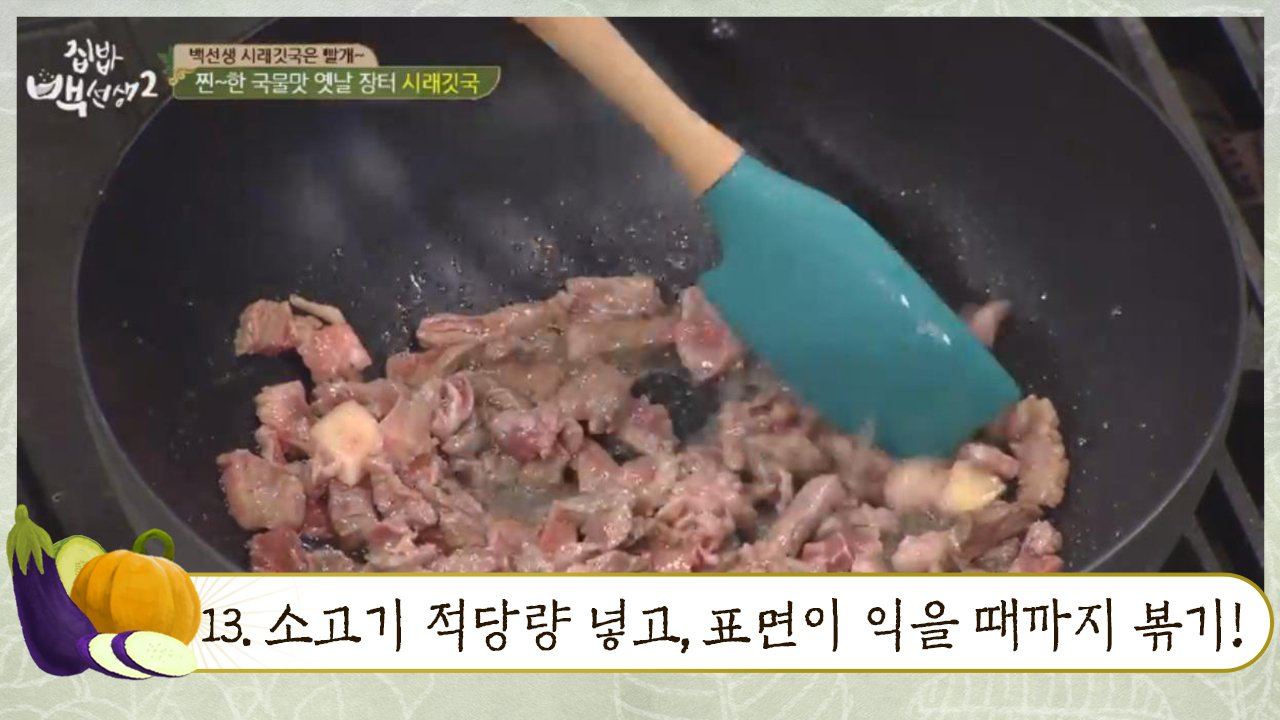 집밥
백선생2
백선생 시래깃국은 빨개~
찐~한 국물맛 옛날 장터 시래깃국
13. 소고기 적당량 넣고, 표면이 익을 때까지 볶기!